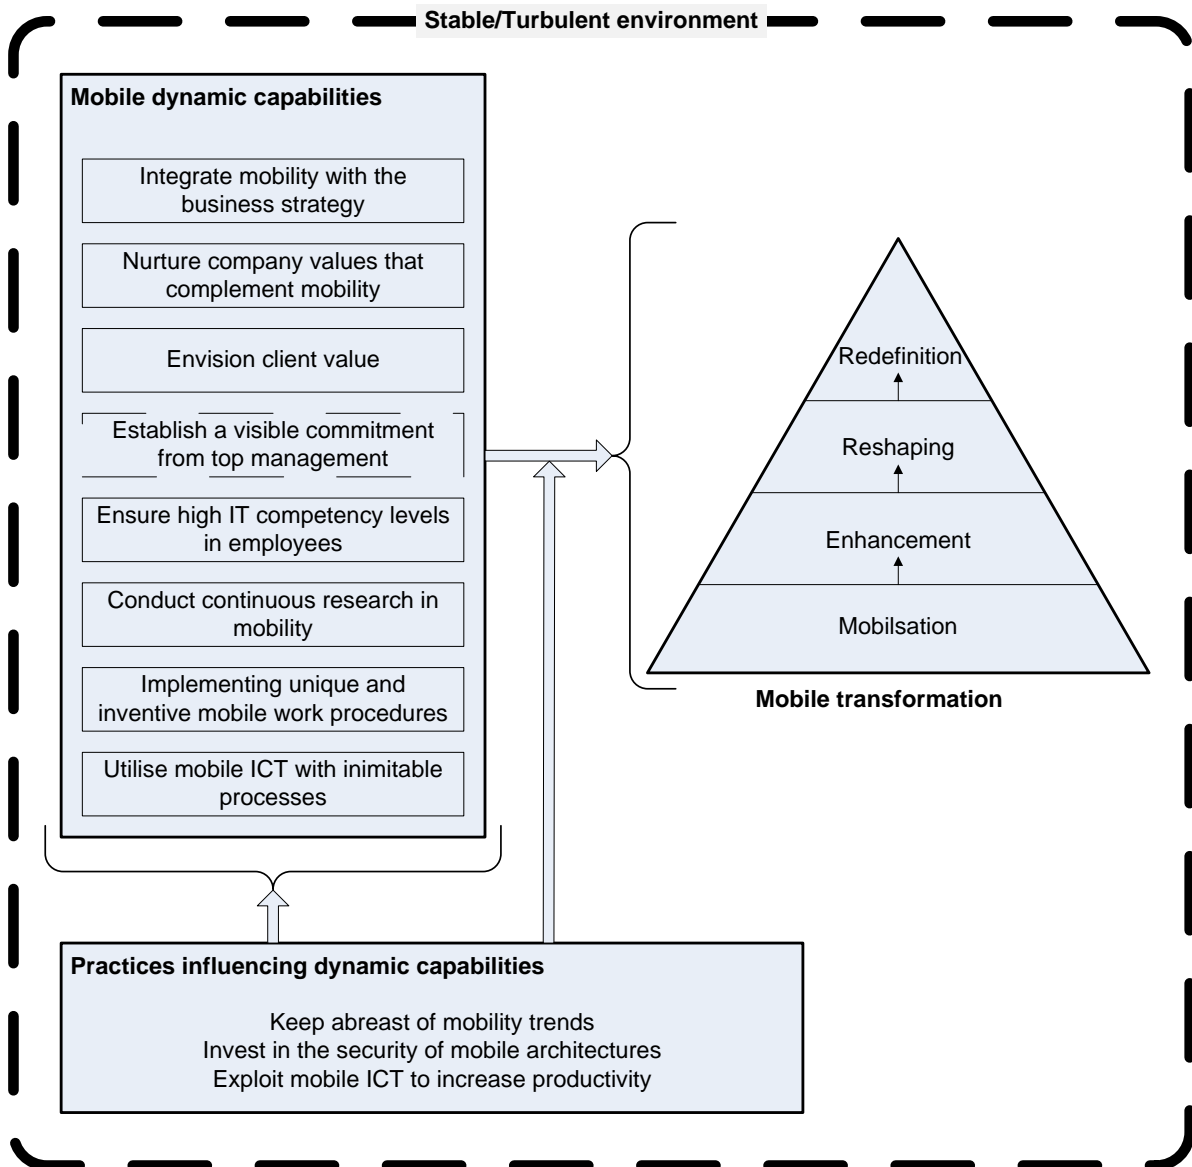 Stable/Turbulent environment
Mobile dynamic capabilities
Integrate mobility with the
business strategy
Nurture company values that
complement mobility
Envision client value
Establish a visible commitment
from top management
Ensure high IT competency levels
in employees
Conduct continuous research in
mobility
Implementing unique and
inventive mobile work procedures
Utilise mobile ICT with inimitable
processes
Redefinition
Reshaping
Enhancement
Mobilsation
Mobile transformation
Practices influencing dynamic capabilities
Keep abreast of mobility trends
Invest in the security of mobile architectures
Exploit mobile ICT to increase productivity